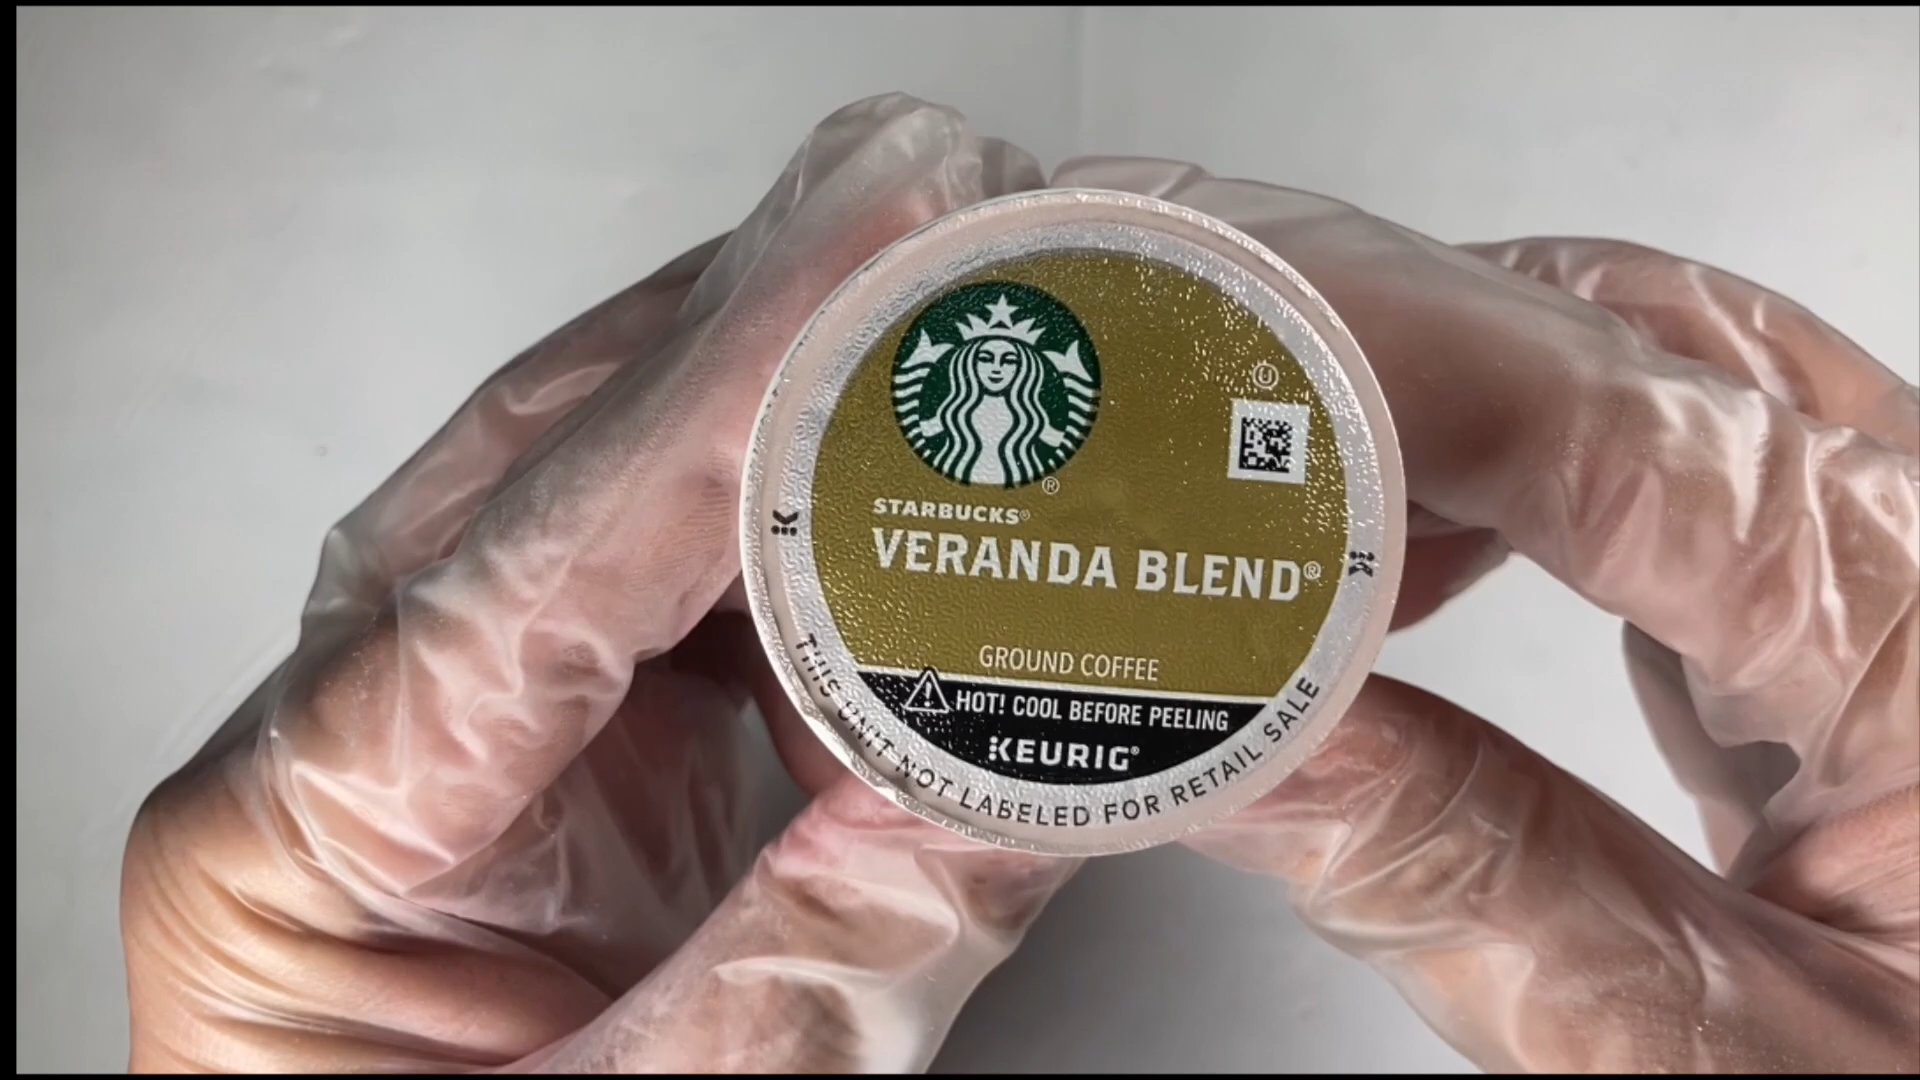 Ⓤ
STARBUCKS®
VERANDA BLEND®
GROUND COFFEE
HOT! COOL BEFORE PEELING
KEURIG®
THIS UNIT NOT LABELED FOR RETAIL SALE